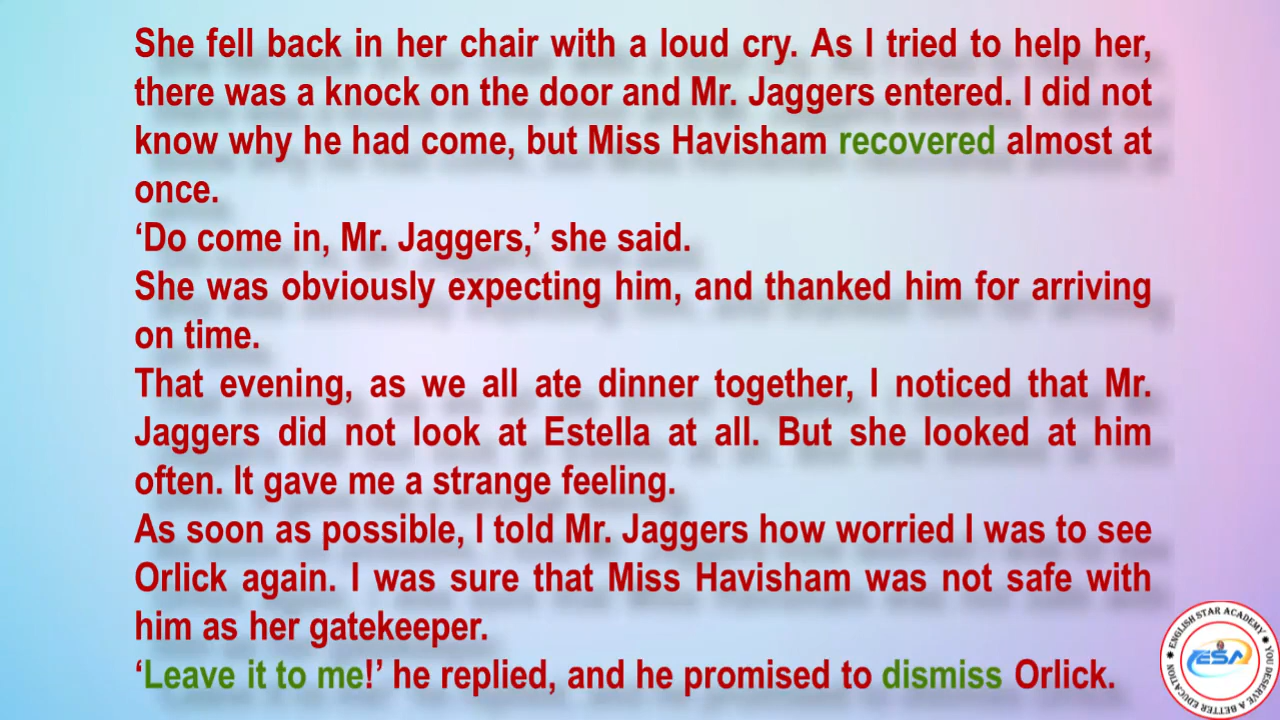 She fell back in her chair with a loud cry. As I tried to help her,
there was a knock on the door and Mr. Jaggers entered. I did not
know why he had come, but Miss Havisham recovered almost at
once.
‘Do come in, Mr. Jaggers,’ she said.
She was obviously expecting him, and thanked him for arriving
on time.
That evening, as we all ate dinner together, I noticed that Mr.
Jaggers did not look at Estella at all. But she looked at him
often. It gave me a strange feeling.
As soon as possible, I told Mr. Jaggers how worried I was to see
Orlick again. I was sure that Miss Havisham was not safe with
him as her gatekeeper.
‘Leave it to me!’ he replied, and he promised to dismiss Orlick.
ENGLISH STAR ACADEMY
ESA
YOU DESERVE A BETTER EDUCATION